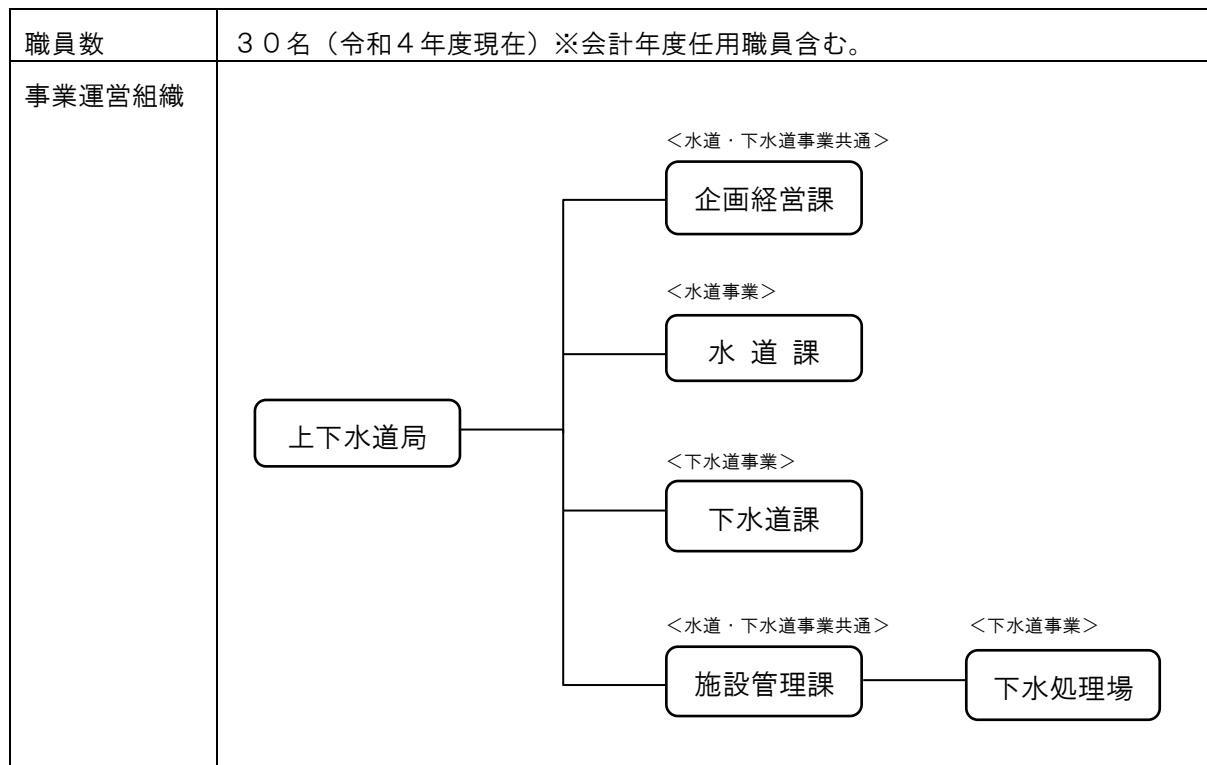 職員数
３０名（令和４年度現在）※会計年度任用職員含む。
事業運営組織
＜水道・下水道事業共通＞
企画経営課
＜水道事業＞
水 道 課
上下水道局
＜下水道事業＞
下水道課
＜水道・下水道事業共通＞
施設管理課
＜下水道事業＞
下水処理場